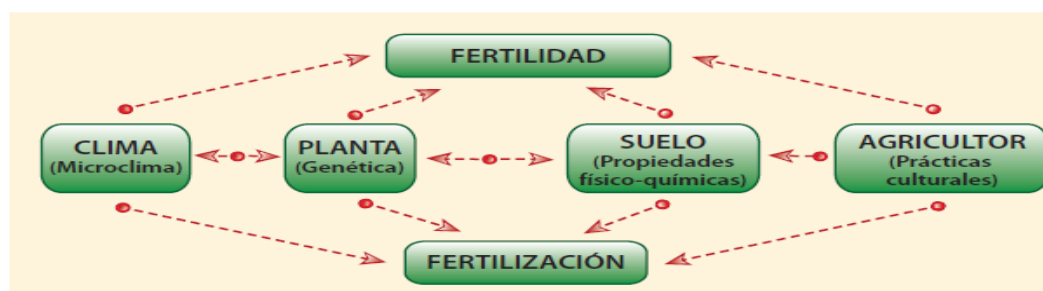 FERTILIDAD
CLIMA
(Microclima)
PLANTA
(Genética)
SUELO
(Propiedades
físico-químicas)
AGRICULTOR
(Prácticas
culturales)
FERTILIZACIÓN